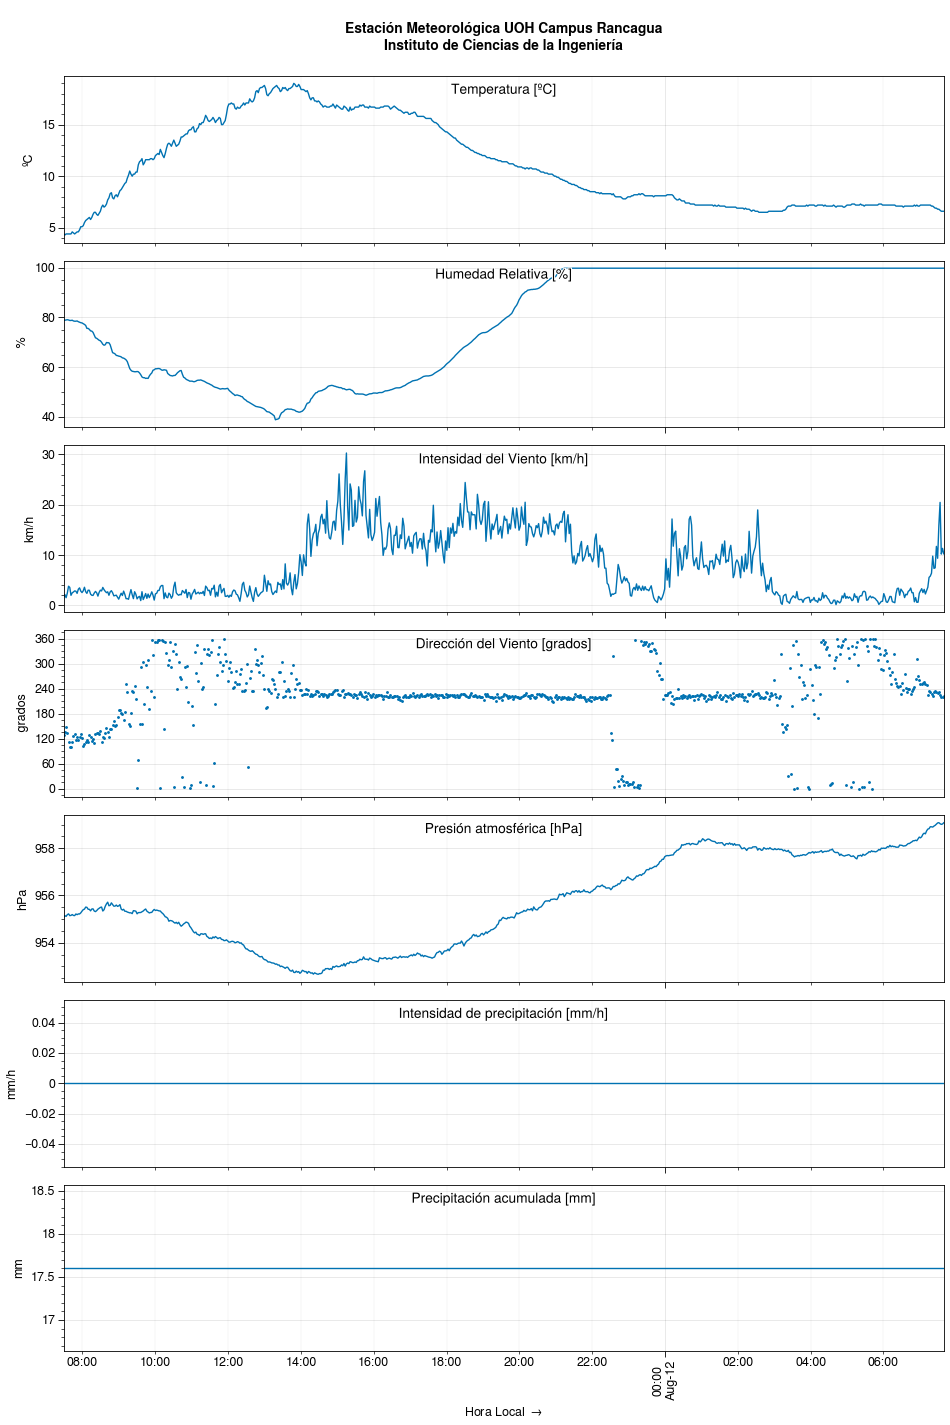 Estación Meteorológica UOH Campus Rancagua
Instituto de Ciencias de la Ingeniería
Temperatura [ºC]
ºC
15
10
5
Humedad Relativa [%]
%
100
80
60
40
Intensidad del Viento [km/h]
km/h
30
20
10
0
Dirección del Viento [grados]
grados
360
300
240
180
120
60
0
Presión atmosférica [hPa]
hPa
958
956
954
Intensidad de precipitación [mm/h]
mm/h
0.04
0.02
0
−0.02
−0.04
Precipitación acumulada [mm]
mm
18.5
18
17.5
17
08:00 10:00 12:00 14:00 16:00 18:00 20:00 22:00 00:00 02:00 04:00 06:00
Aug-12
Hora Local →